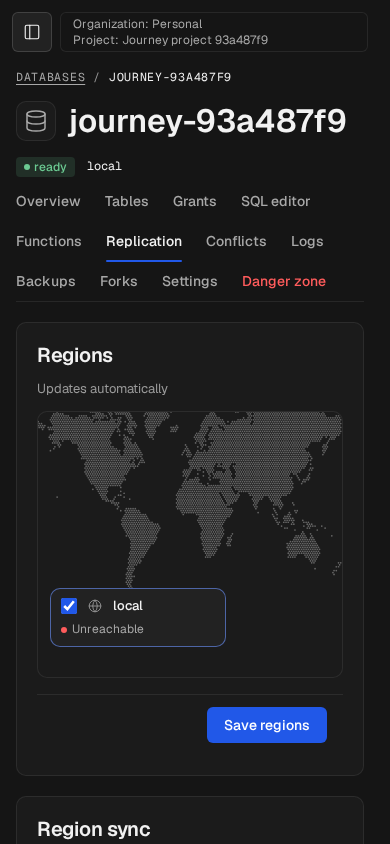 Organization: Personal
Project: Journey project 93a487f9
DATABASES / JOURNEY-93A487F9
journey-93a487f9
ready local
Overview Tables Grants SQL editor
Functions Replication Conflicts Logs
Backups Forks Settings Danger zone
Regions
Updates automatically
local
Unreachable
Save regions
Region sync